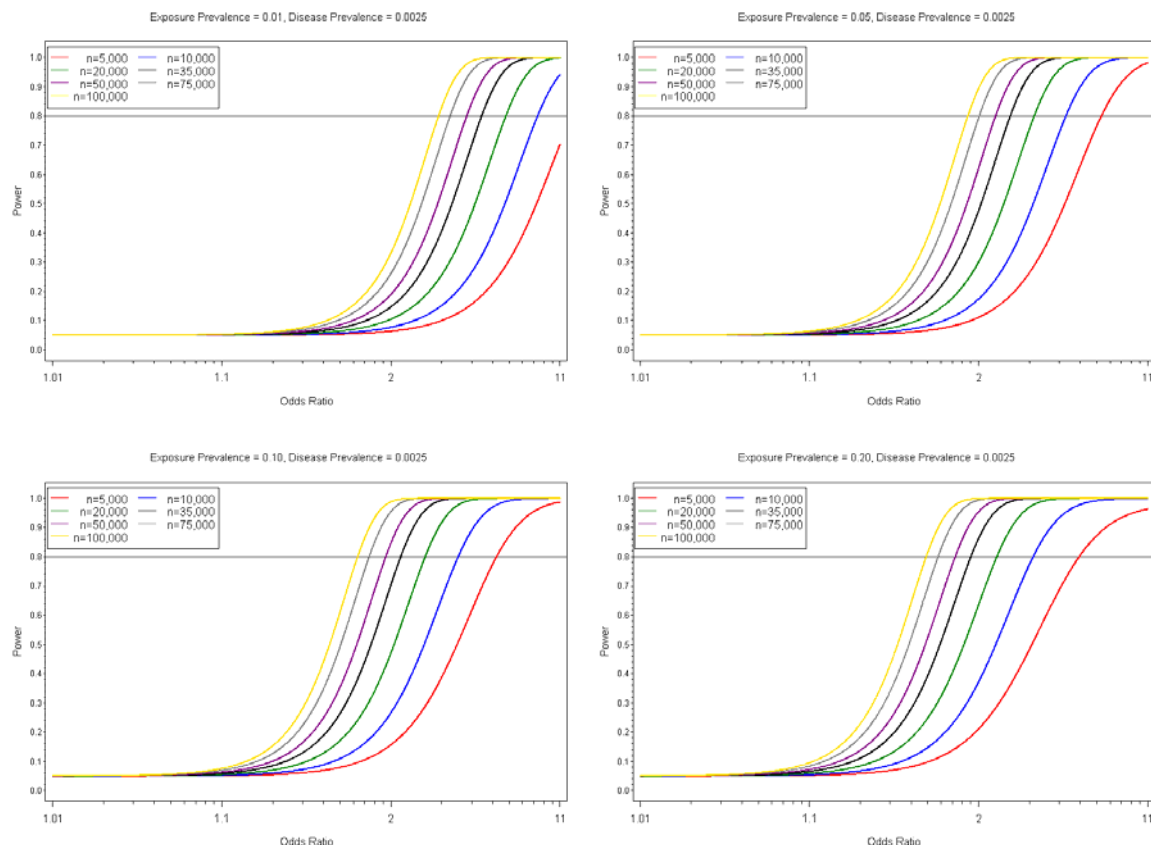 Exposure Prevalence = 0.01, Disease Prevalence = 0.0025
n=5,000 n=10,000
n=20,000 n=35,000
n=50,000 n=75,000
n=100,000
1.0
0.9
0.8
0.7
0.6
0.5
0.4
0.3
0.2
0.1
0.0
Power
1.01 1.1 2 11
Odds Ratio
Exposure Prevalence = 0.05, Disease Prevalence = 0.0025
n=5,000 n=10,000
n=20,000 n=35,000
n=50,000 n=75,000
n=100,000
1.0
0.9
0.8
0.7
0.6
0.5
0.4
0.3
0.2
0.1
0.0
Power
1.01 1.1 2 11
Odds Ratio
Exposure Prevalence = 0.10, Disease Prevalence = 0.0025
n=5,000 n=10,000
n=20,000 n=35,000
n=50,000 n=75,000
n=100,000
1.0
0.9
0.8
0.7
0.6
0.5
0.4
0.3
0.2
0.1
0.0
Power
1.01 1.1 2 11
Odds Ratio
Exposure Prevalence = 0.20, Disease Prevalence = 0.0025
n=5,000 n=10,000
n=20,000 n=35,000
n=50,000 n=75,000
n=100,000
1.0
0.9
0.8
0.7
0.6
0.5
0.4
0.3
0.2
0.1
0.0
Power
1.01 1.1 2 11
Odds Ratio